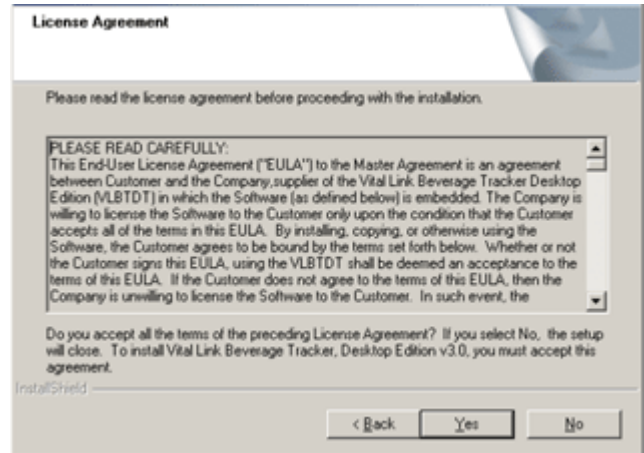 License Agreement
Please read the license agreement before proceeding with the installation.
PLEASE READ CAREFULLY:
This End-User License Agreement ("EULA") to the Master Agreement is an agreement
between Customer and the Company,supplier of the Vital Link Beverage Tracker Desktop
Edition (VLBTDT) in which the Software (as defined below) is embedded. The Company is
willing to license the Software to the Customer only upon the condition that the Customer
accepts all of the terms in this EULA. By installing, copying, or otherwise using the
Software, the Customer agrees to be bound by the terms set forth below. Whether or not
the Customer signs this EULA, using the VLBTDT shall be deemed an acceptance to the
terms of this EULA. If the Customer does not agree to the terms of this EULA, then the
Company is unwilling to license the Software to the Customer. In such event, the
Do you accept all the terms of the preceding License Agreement? If you select No, the setup
will close. To install Vital Link Beverage Tracker, Desktop Edition v3.0, you must accept this
agreement.
InstallShield
< Back Yes No